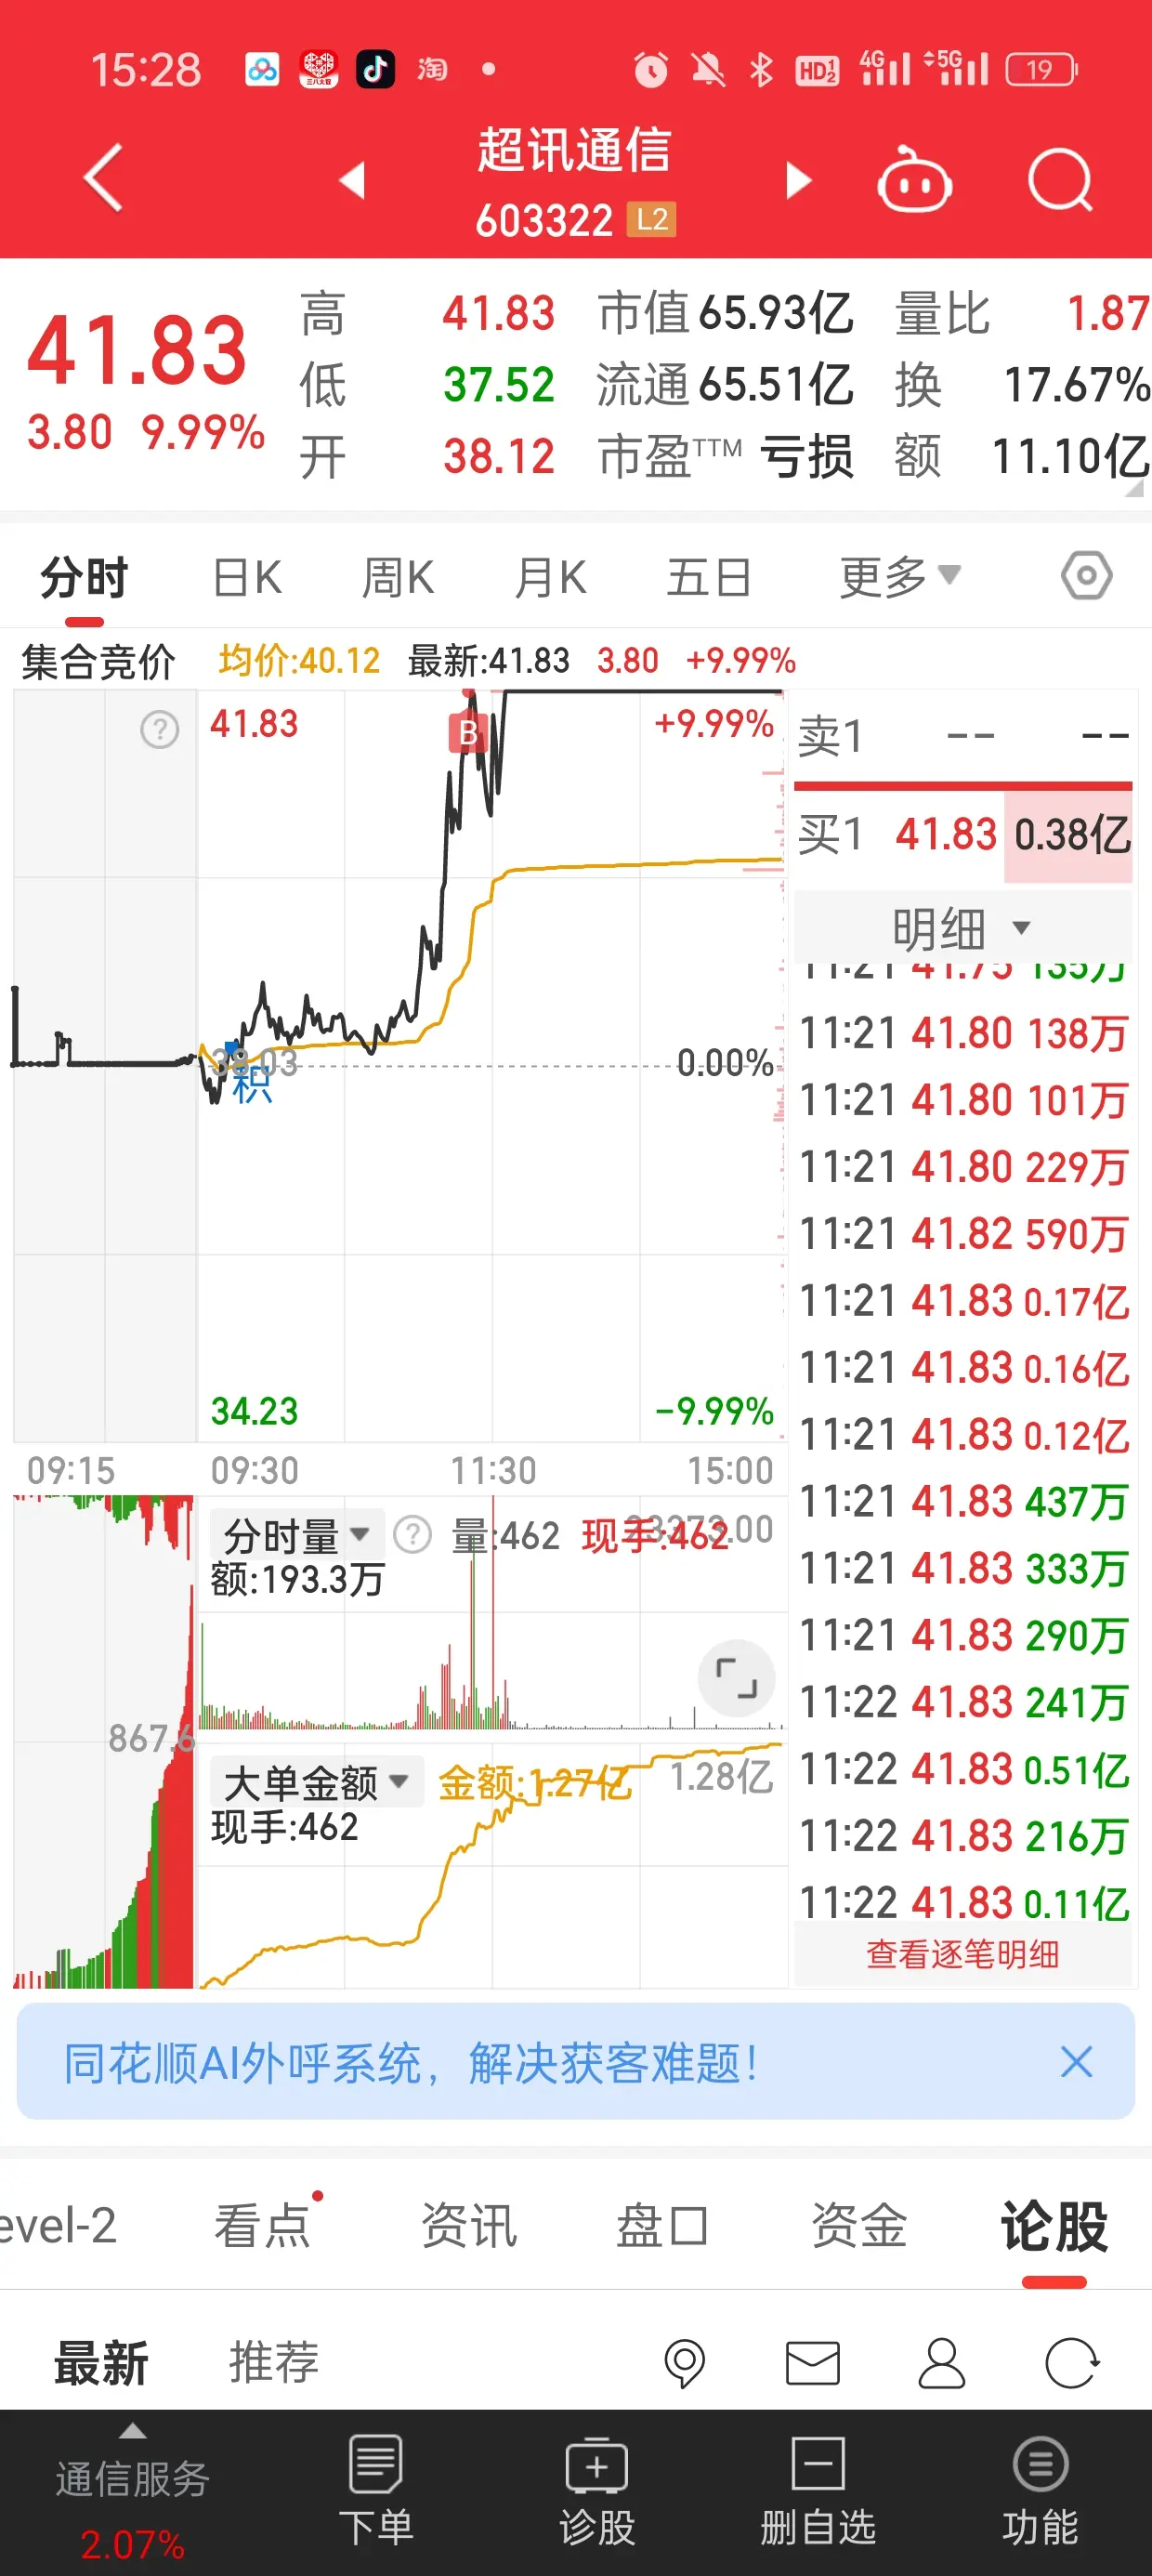 15:28 淘 HD 1 2 4G 5G 19
超讯通信
603322 L2
41.83
3.80 9.99%
高 41.83 市值 65.93亿 量比 1.87
低 37.52 流通 65.51亿 换 17.67%
开 38.12 市盈TTM 亏损 额 11.10亿
分时 日K 周K 月K 五日 更多
集合竞价 均价:40.12 最新:41.83 3.80 +9.99%
? 41.83 B +9.99%
38.03 0.00%
积
34.23 -9.99%
09:15 09:30 11:30 15:00
分时量 ? 量:462 现手:462
额:193.3万
867.6
大单金额 金额:1.27亿 1.28亿
现手:462
卖1 -- --
买1 41.83 0.38亿
明细
11:21 41.75 135万
11:21 41.80 138万
11:21 41.80 101万
11:21 41.80 229万
11:21 41.82 590万
11:21 41.83 0.17亿
11:21 41.83 0.16亿
11:21 41.83 0.12亿
11:21 41.83 437万
11:21 41.83 333万
11:21 41.83 290万
11:22 41.83 241万
11:22 41.83 0.51亿
11:22 41.83 216万
11:22 41.83 0.11亿
查看逐笔明细
同花顺AI外呼系统，解决获客难题！
evel-2 看点 资讯 盘口 资金 论股
最新 推荐
通信服务
2.07%
下单 诊股 删自选 功能